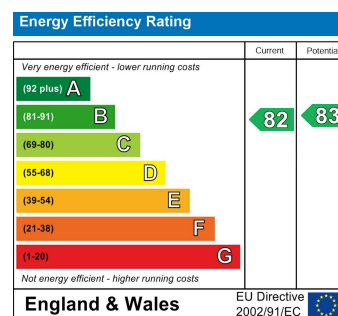 Energy Efficiency Rating
Current Potentia
Very energy efficient - lower running costs
(92 plus) A
(81-91) B
82 83
(69-80) C
(55-68) D
(39-54) E
(21-38) F
(1-20) G
Not energy efficient - higher running costs
England & Wales
EU Directive
2002/91/EC